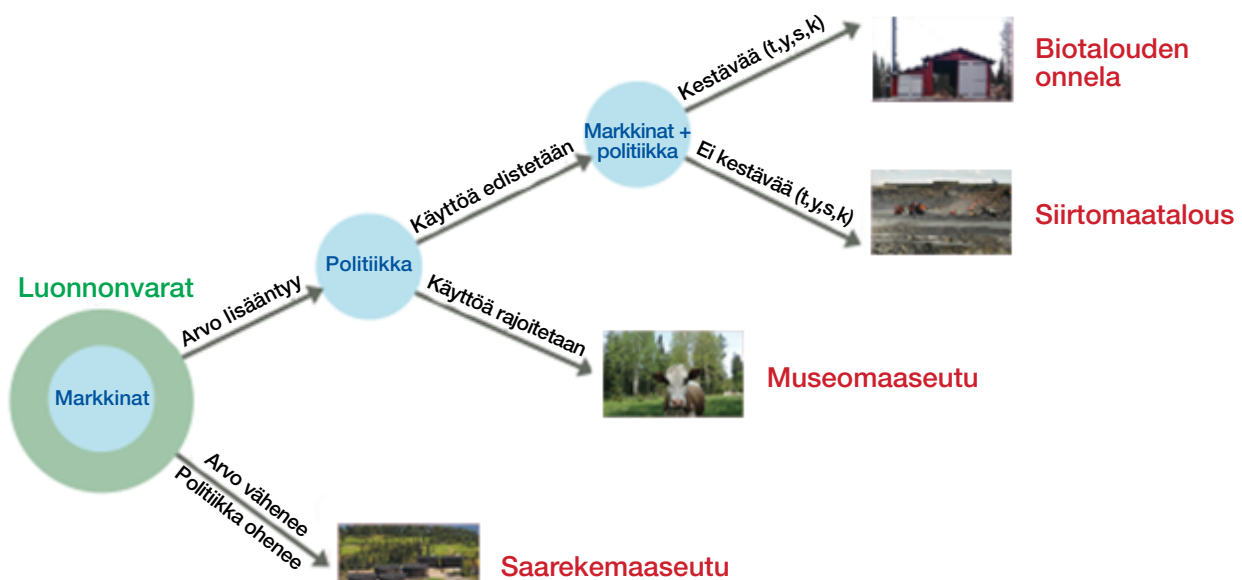 Kestävää (t,y,s,k)
Biotalouden
onnela
Markkinat +
politiikka
Ei kestävää (t,y,s,k)
Siirtomaatalous
Käyttöä edistetään
Politiikka
Luonnonvarat
Arvo lisääntyy
Käyttöä rajoitetaan
Museomaaseutu
Markkinat
Arvo vähenee
Politiikka ohenee
Saarekemaaseutu